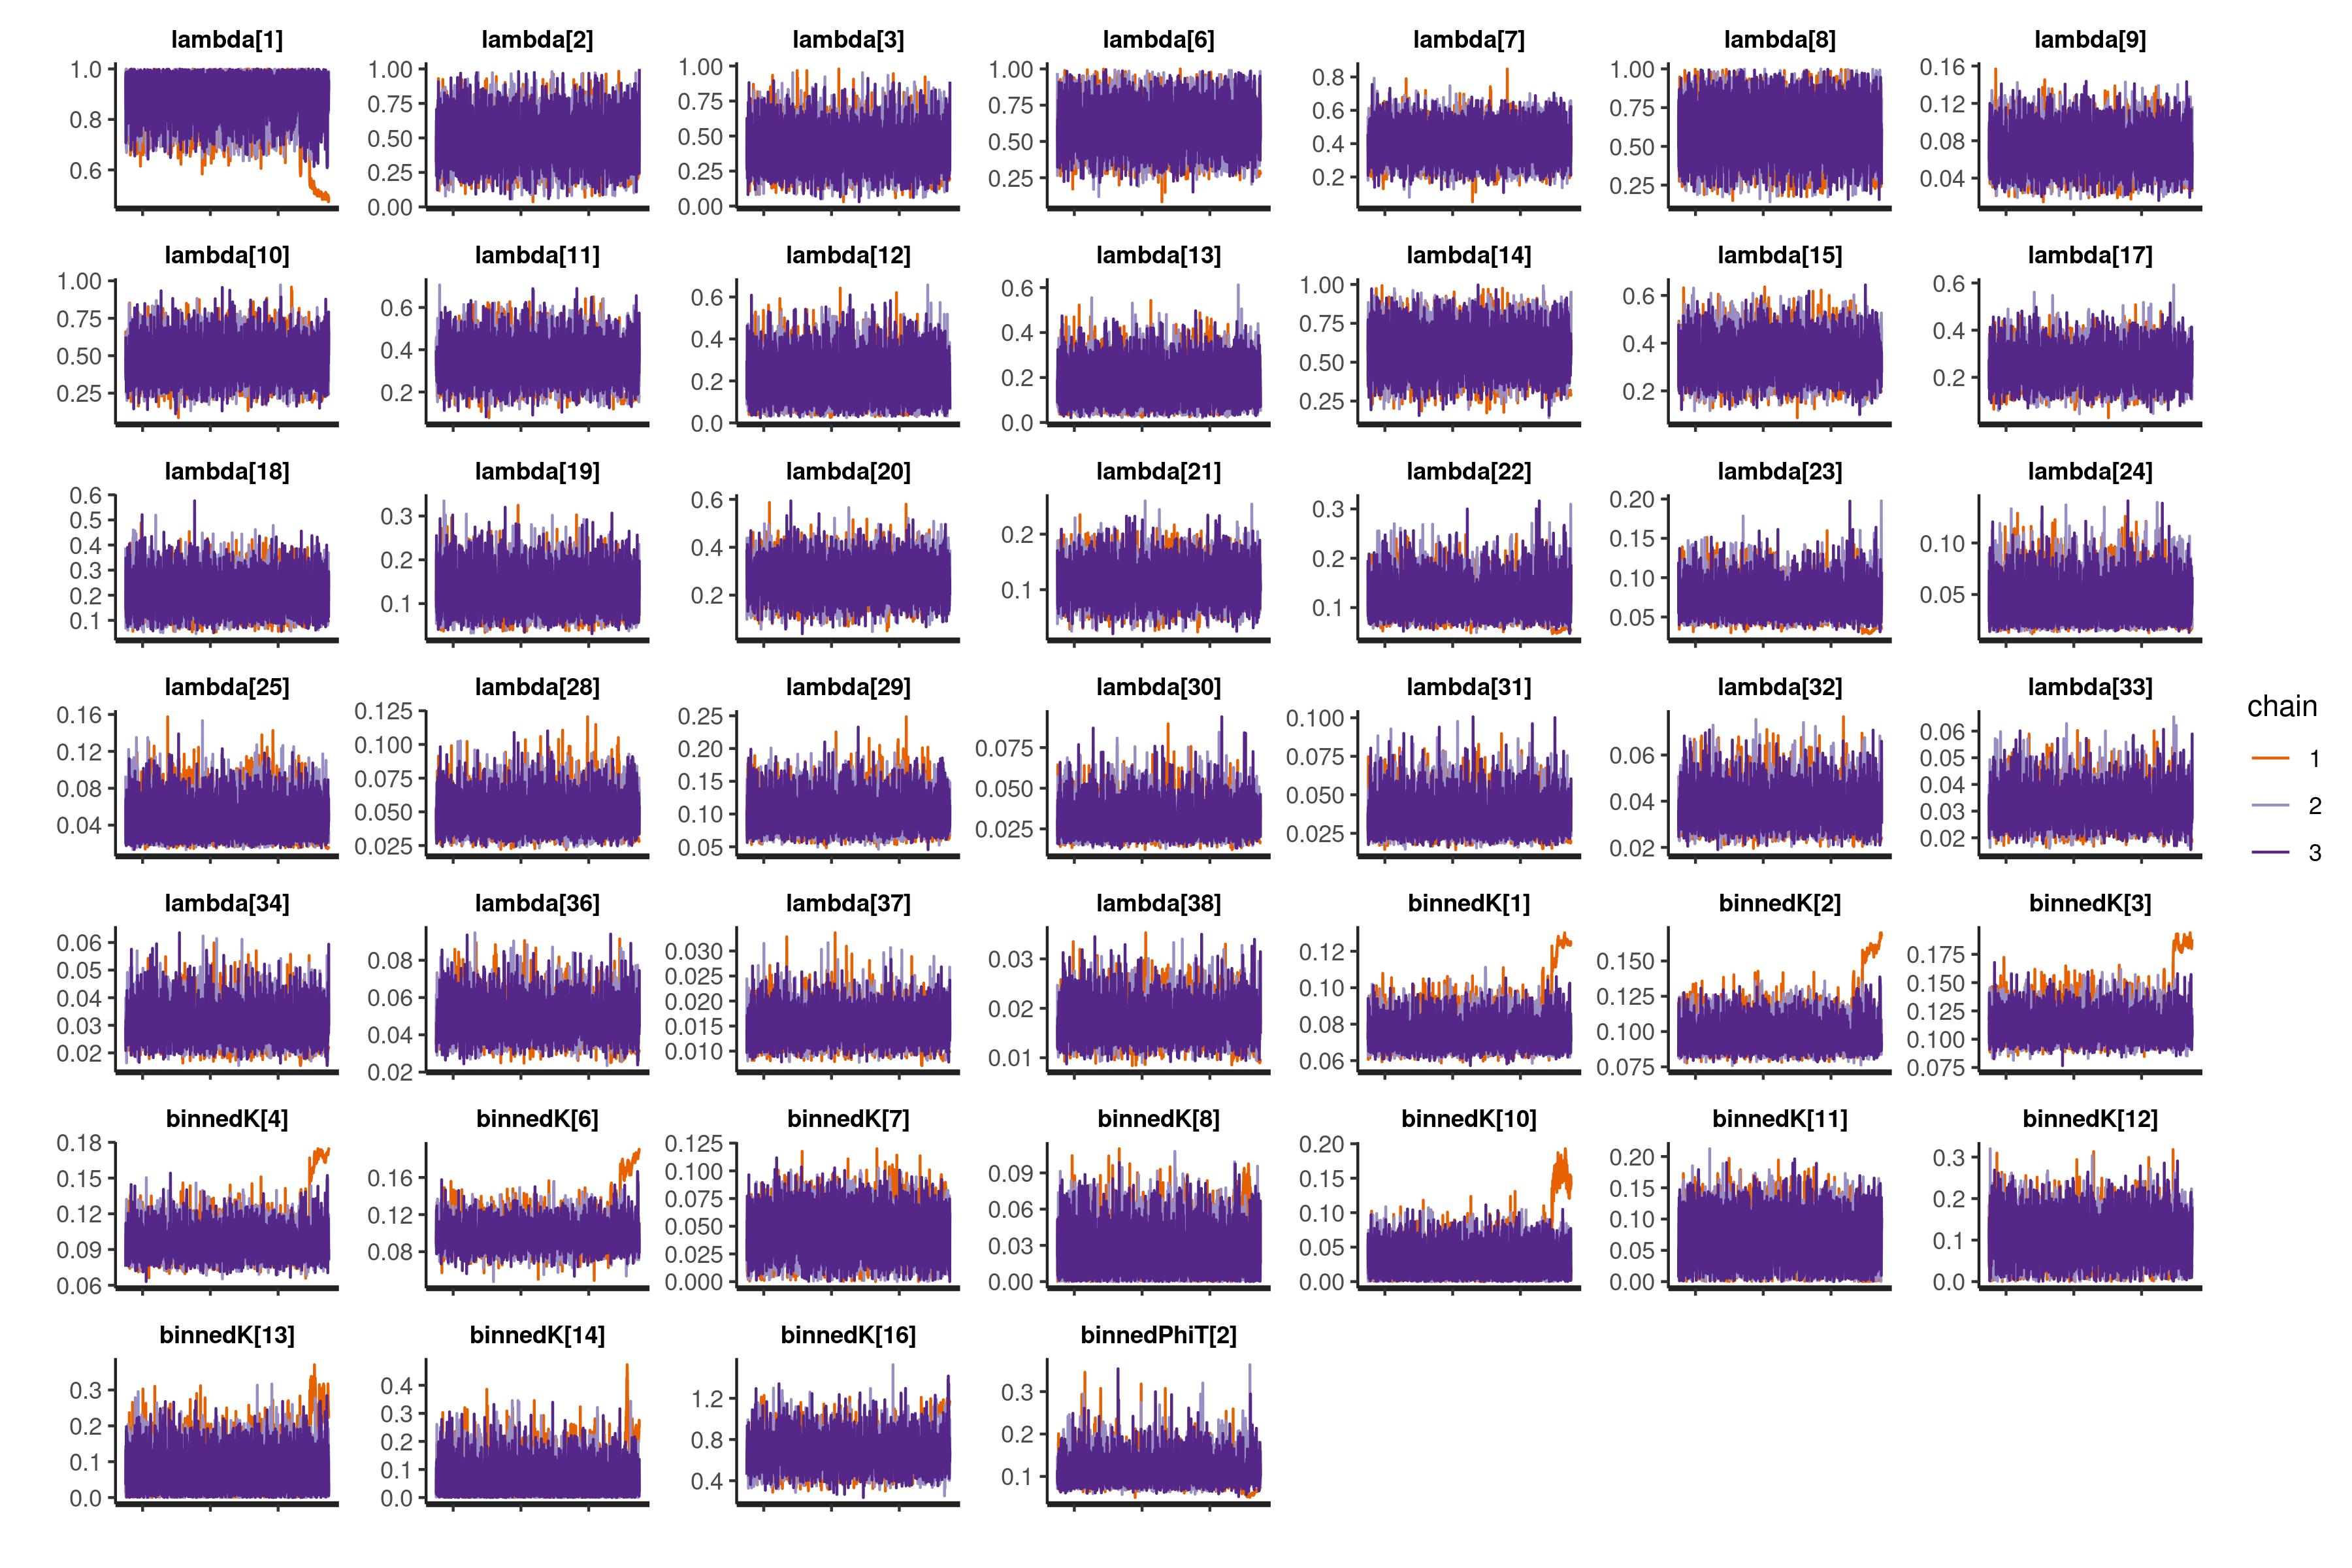 lambda[1] lambda[2] lambda[3] lambda[6] lambda[7] lambda[8] lambda[9]
1.0 0.8 0.6
1.00 0.75 0.50 0.25 0.00
1.00 0.75 0.50 0.25 0.00
1.00 0.75 0.50 0.25
0.8 0.6 0.4 0.2
1.00 0.75 0.50 0.25
0.16 0.12 0.08 0.04
lambda[10] lambda[11] lambda[12] lambda[13] lambda[14] lambda[15] lambda[17]
1.00 0.75 0.50 0.25
0.6 0.4 0.2
0.6 0.4 0.2 0.0
0.6 0.4 0.2 0.0
1.00 0.75 0.50 0.25
0.6 0.4 0.2
0.6 0.4 0.2
lambda[18] lambda[19] lambda[20] lambda[21] lambda[22] lambda[23] lambda[24]
0.6 0.5 0.4 0.3 0.2 0.1
0.3 0.2 0.1
0.6 0.4 0.2
0.2 0.1
0.3 0.2 0.1
0.20 0.15 0.10 0.05
0.10 0.05
lambda[25] lambda[28] lambda[29] lambda[30] lambda[31] lambda[32] lambda[33]
0.16 0.12 0.08 0.04
0.125 0.100 0.075 0.050 0.025
0.25 0.20 0.15 0.10 0.05
0.075 0.050 0.025
0.100 0.075 0.050 0.025
0.06 0.04 0.02
0.06 0.05 0.04 0.03 0.02
chain
1
2
3
lambda[34] lambda[36] lambda[37] lambda[38] binnedK[1] binnedK[2] binnedK[3]
0.06 0.05 0.04 0.03 0.02
0.08 0.06 0.04 0.02
0.030 0.025 0.020 0.015 0.010
0.03 0.02 0.01
0.12 0.10 0.08 0.06
0.150 0.125 0.100 0.075
0.175 0.150 0.125 0.100 0.075
binnedK[4] binnedK[6] binnedK[7] binnedK[8] binnedK[10] binnedK[11] binnedK[12]
0.18 0.15 0.12 0.09 0.06
0.16 0.12 0.08
0.125 0.100 0.075 0.050 0.025 0.000
0.09 0.06 0.03 0.00
0.20 0.15 0.10 0.05 0.00
0.20 0.15 0.10 0.05 0.00
0.3 0.2 0.1 0.0
binnedK[13] binnedK[14] binnedK[16] binnedPhiT[2]
0.3 0.2 0.1 0.0
0.4 0.3 0.2 0.1 0.0
1.2 0.8 0.4
0.3 0.2 0.1